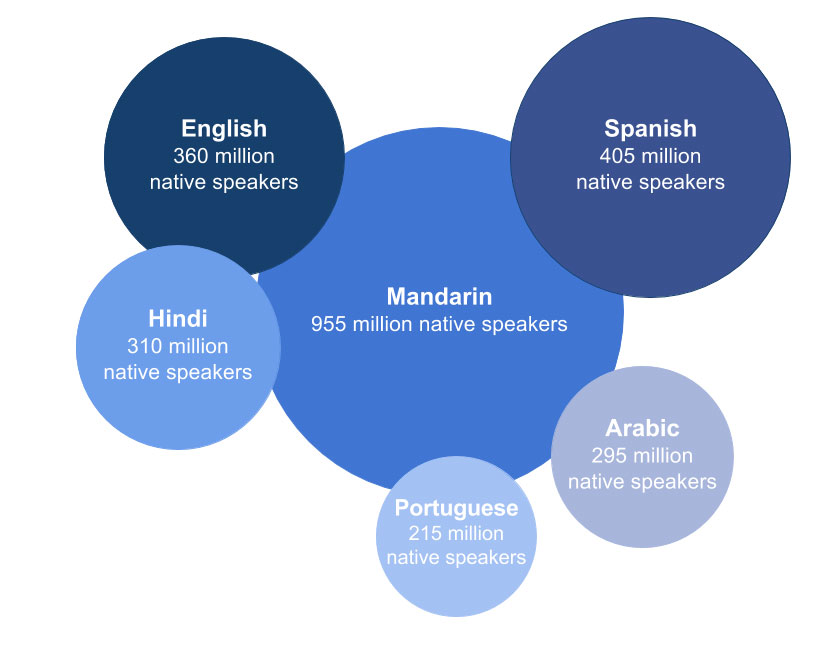 English
360 million
native speakers
Spanish
405 million
native speakers
Mandarin
955 million native speakers
Hindi
310 million
native speakers
Arabic
295 million
native speakers
Portuguese
215 million
native speakers